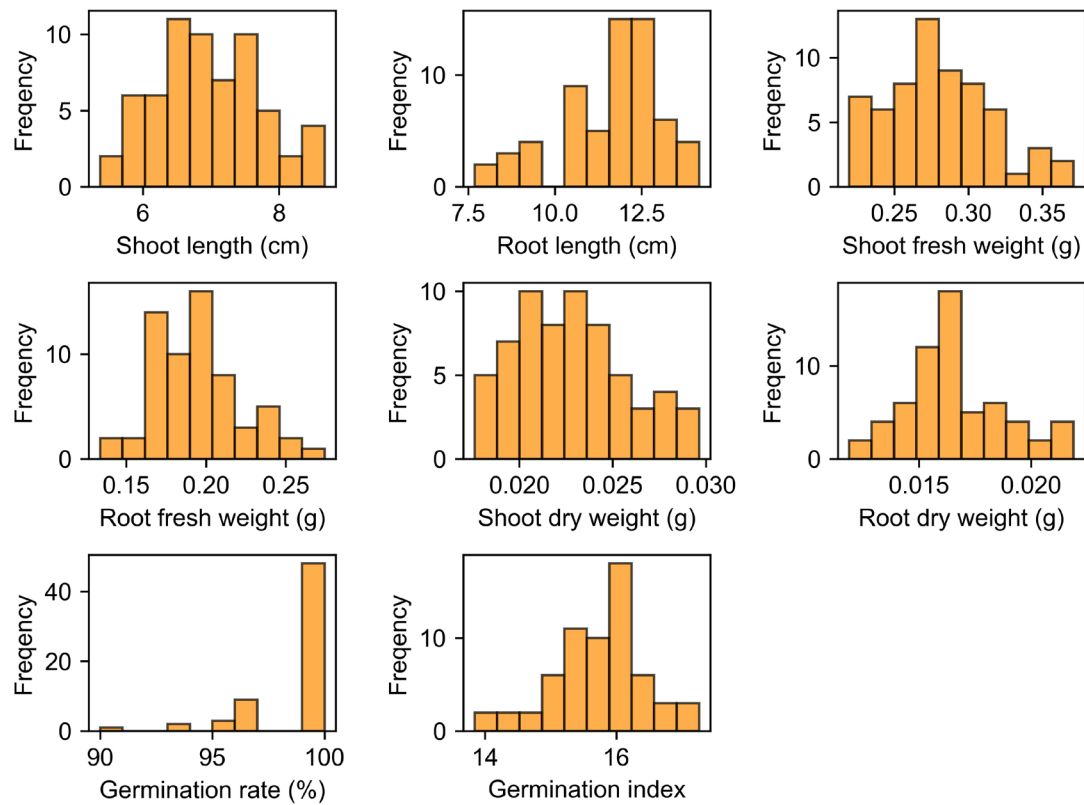 10
5
0
6 8
Freqency
Shoot length (cm)
10
0
7.5 10.0 12.5
Freqency
Root length (cm)
10
5
0
0.25 0.30 0.35
Freqency
Shoot fresh weight (g)
10
0
0.15 0.20 0.25
Freqency
Root fresh weight (g)
10
5
0
0.020 0.025 0.030
Freqency
Shoot dry weight (g)
10
0
0.015 0.020
Freqency
Root dry weight (g)
40
20
0
90 95 100
Freqency
Germination rate (%)
10
0
14 16
Freqency
Germination index